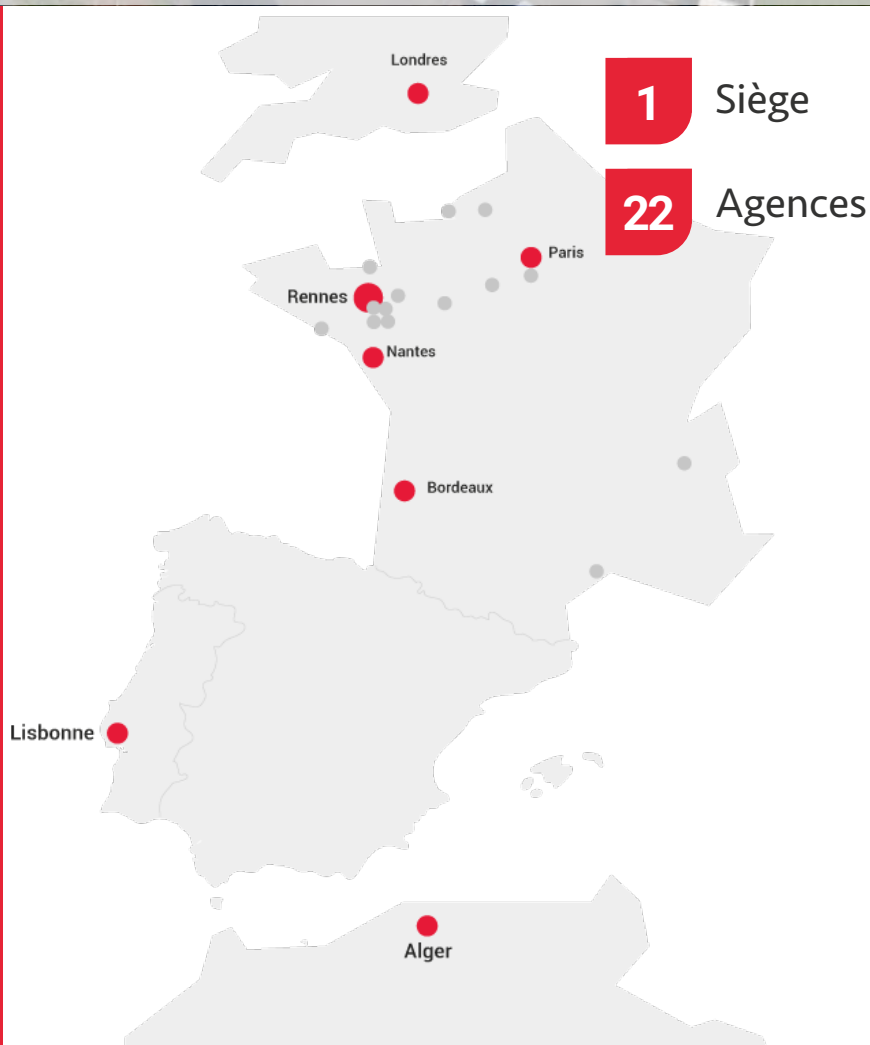 Londres
1 Siège
22 Agences
Paris
Rennes
Nantes
Bordeaux
Lisbonne
Alger